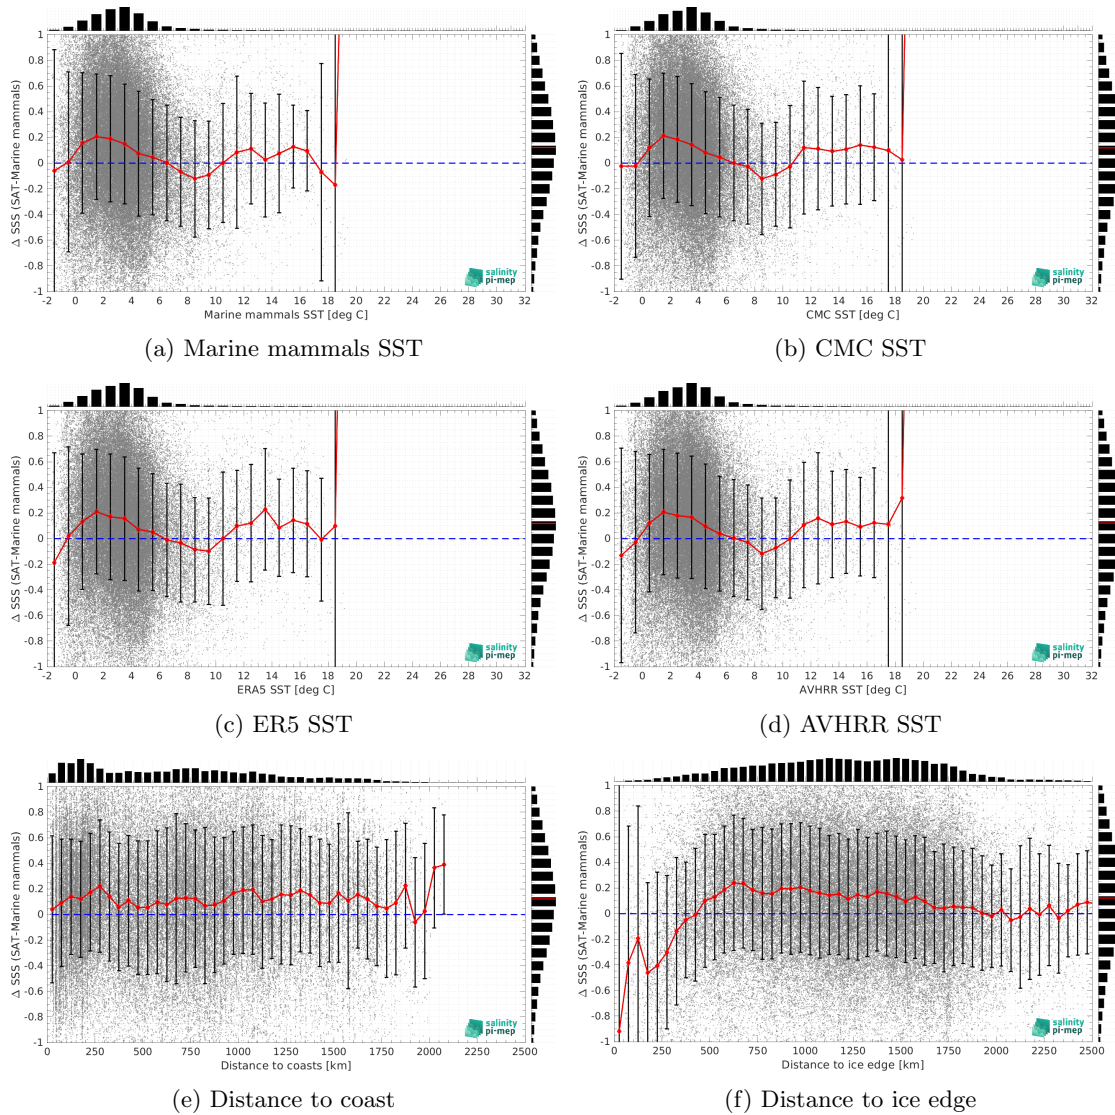 1
0.8
0.6
0.4
0.2
0
-0.2
-0.4
-0.6
-0.8
-1
Δ SSS (SAT-Marine mammals)
-2 0 2 4 6 8 10 12 14 16 18 20 22 24 26 28 30 32
Marine mammals SST [deg C]
salinity
pi-mep
(a) Marine mammals SST
1
0.8
0.6
0.4
0.2
0
-0.2
-0.4
-0.6
-0.8
-1
Δ SSS (SAT-Marine mammals)
-2 0 2 4 6 8 10 12 14 16 18 20 22 24 26 28 30 32
CMC SST [deg C]
salinity
pi-mep
(b) CMC SST
1
0.8
0.6
0.4
0.2
0
-0.2
-0.4
-0.6
-0.8
-1
Δ SSS (SAT-Marine mammals)
-2 0 2 4 6 8 10 12 14 16 18 20 22 24 26 28 30 32
ERA5 SST [deg C]
salinity
pi-mep
(c) ER5 SST
1
0.8
0.6
0.4
0.2
0
-0.2
-0.4
-0.6
-0.8
-1
Δ SSS (SAT-Marine mammals)
-2 0 2 4 6 8 10 12 14 16 18 20 22 24 26 28 30 32
AVHRR SST [deg C]
salinity
pi-mep
(d) AVHRR SST
1
0.8
0.6
0.4
0.2
0
-0.2
-0.4
-0.6
-0.8
-1
Δ SSS (SAT-Marine mammals)
0 250 500 750 1000 1250 1500 1750 2000 2250 2500
Distance to coasts [km]
salinity
pi-mep
(e) Distance to coast
1
0.8
0.6
0.4
0.2
0
-0.2
-0.4
-0.6
-0.8
-1
Δ SSS (SAT-Marine mammals)
0 250 500 750 1000 1250 1500 1750 2000 2250 2500
Distance to ice edge [km]
salinity
pi-mep
(f) Distance to ice edge